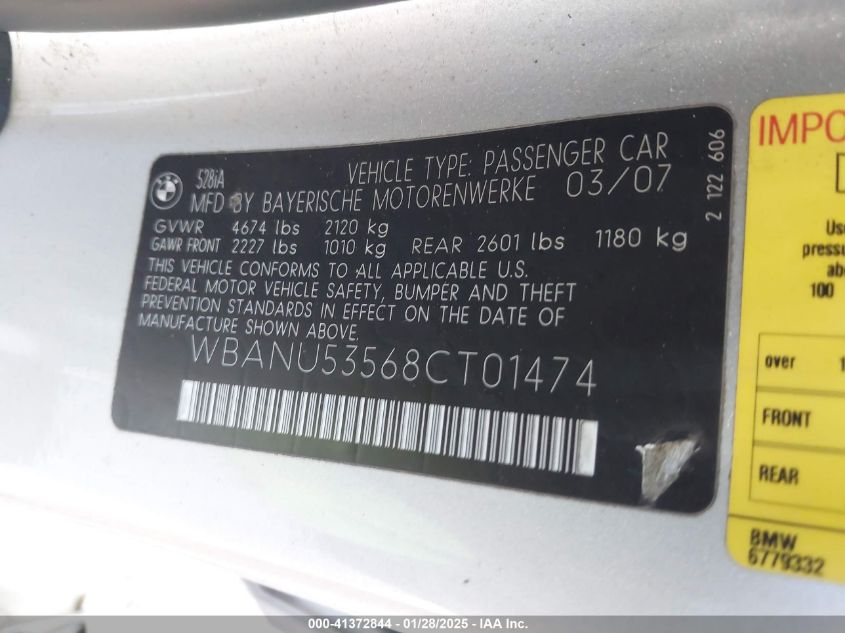 528iA
VEHICLE TYPE: PASSENGER CAR
MFD BY BAYERISCHE MOTORENWERKE 03/07
GVWR 4674 lbs 2120 kg
GAWR FRONT 2227 lbs 1010 kg REAR 2601 lbs 1180 kg
THIS VEHICLE CONFORMS TO ALL APPLICABLE U.S.
FEDERAL MOTOR VEHICLE SAFETY, BUMPER AND THEFT
PREVENTION STANDARDS IN EFFECT ON THE DATE OF
MANUFACTURE SHOWN ABOVE.
WBANU53568CT01474
2 122 606
IMPO
Use
pressu
abo
100
over 1
FRONT
REAR
BMW
6779332
000-41372844 | 01/28/2025 - IAA Inc.